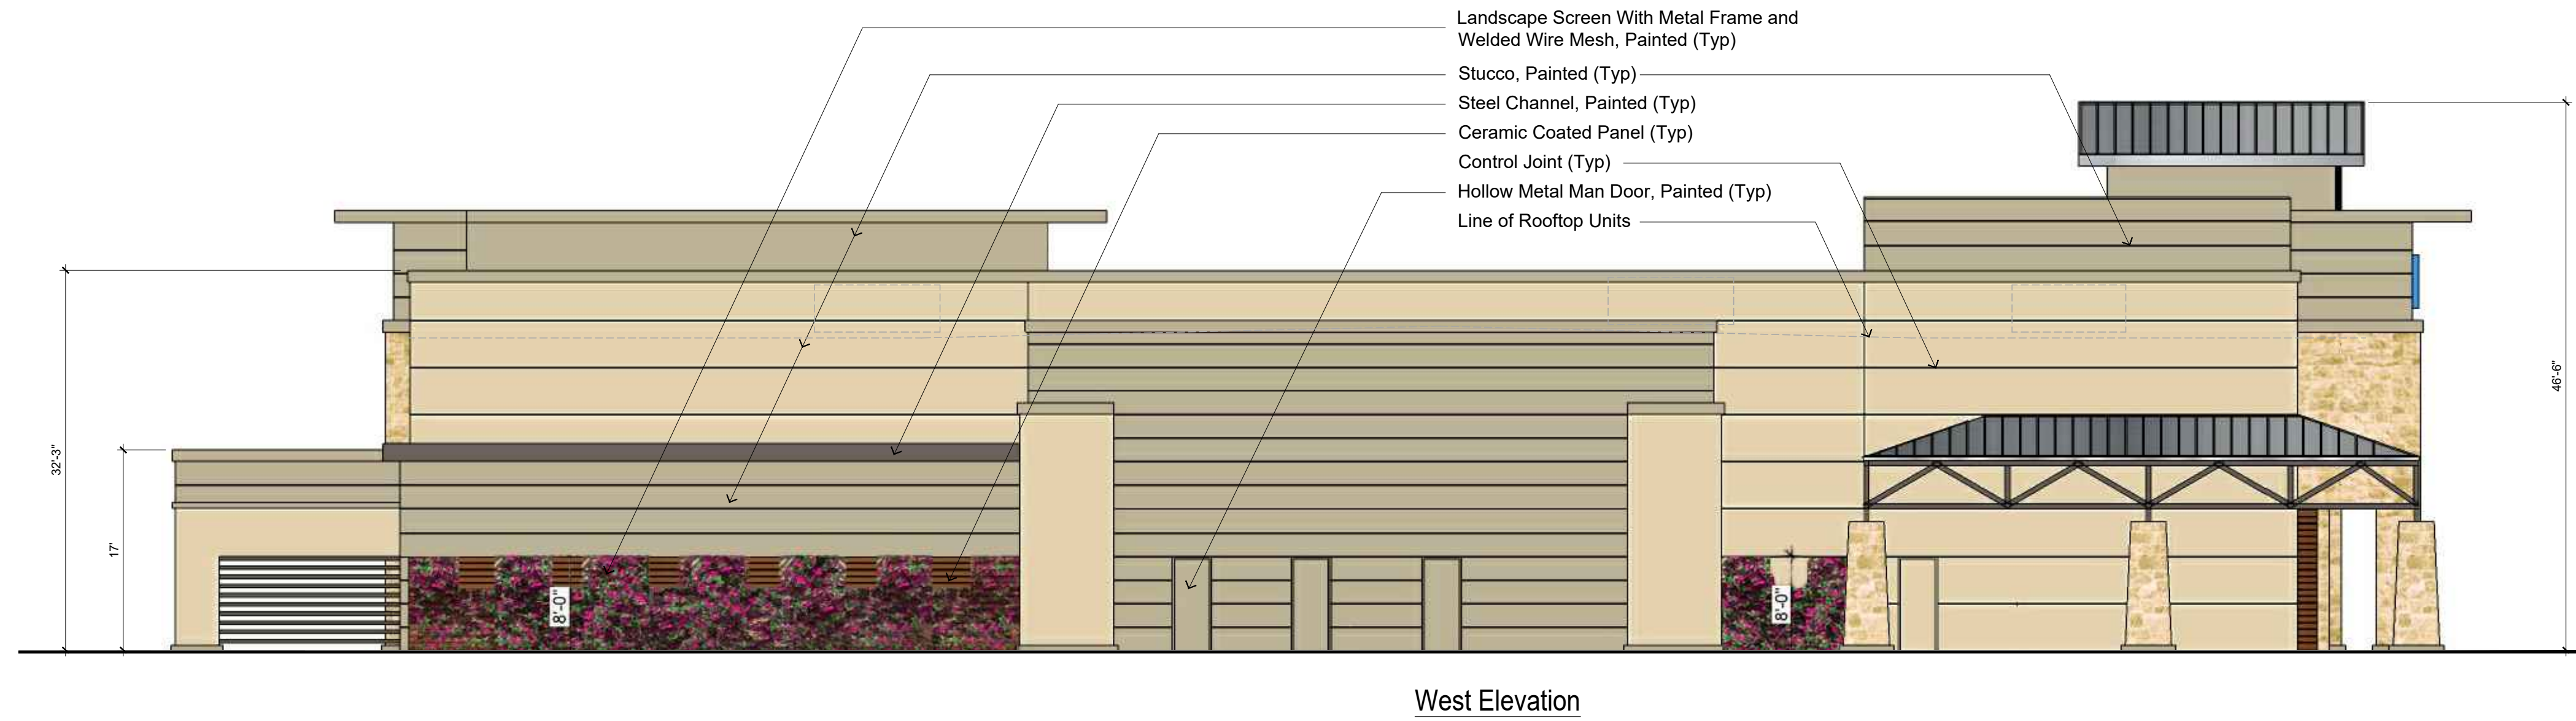 Landscape Screen With Metal Frame and
Welded Wire Mesh, Painted (Typ)
Stucco, Painted (Typ)
Steel Channel, Painted (Typ)
Ceramic Coated Panel (Typ)
Control Joint (Typ)
Hollow Metal Man Door, Painted (Typ)
Line of Rooftop Units
32'-3"
17'
8'-0"
8'-0"
46'-6"
West Elevation